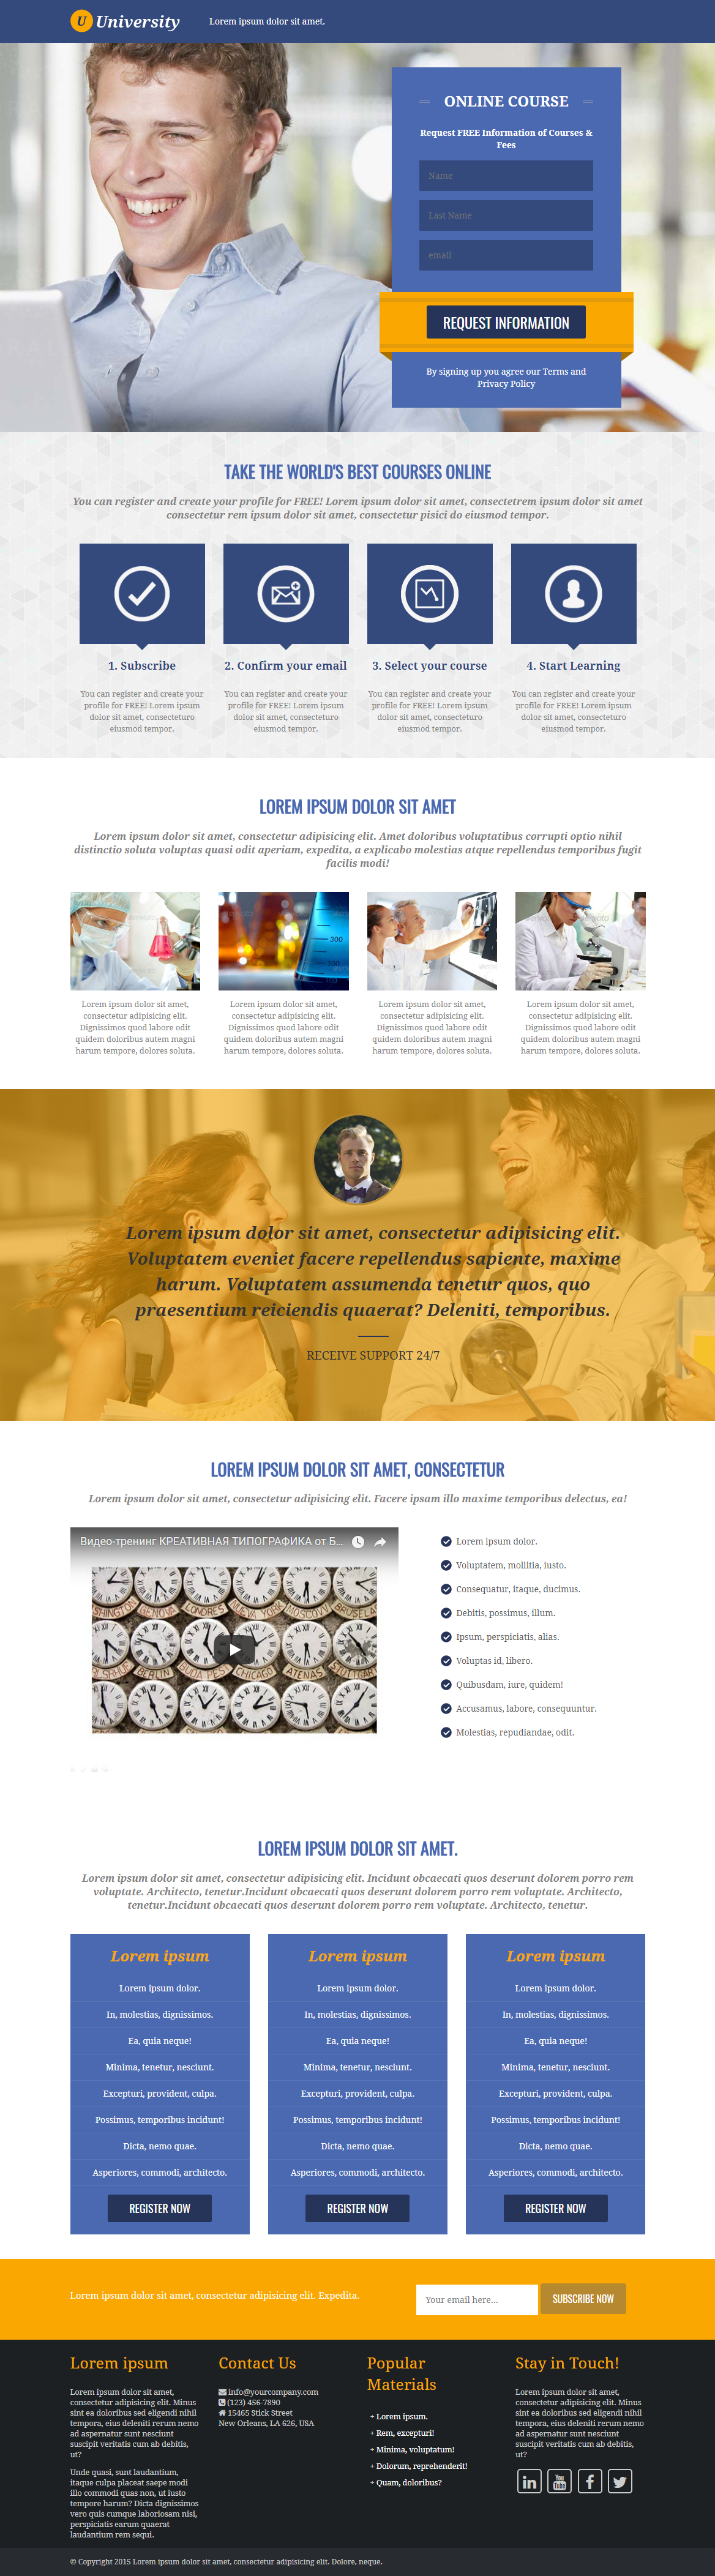 U University
Lorem ipsum dolor sit amet.
ONLINE COURSE
Request FREE Information of Courses &
Fees
Name
Last Name
email
REQUEST INFORMATION
By signing up you agree our Terms and
Privacy Policy
TAKE THE WORLD'S BEST COURSES ONLINE
You can register and create your profile for FREE! Lorem ipsum dolor sit amet, consectetrem ipsum dolor sit amet
consectetur rem ipsum dolor sit amet, consectetur pisici do eiusmod tempor.
1. Subscribe
You can register and create your
profile for FREE! Lorem ipsum
dolor sit amet, consecteturo
eiusmod tempor.
2. Confirm your email
You can register and create your
profile for FREE! Lorem ipsum
dolor sit amet, consecteturo
eiusmod tempor.
3. Select your course
You can register and create your
profile for FREE! Lorem ipsum
dolor sit amet, consecteturo
eiusmod tempor.
4. Start Learning
You can register and create your
profile for FREE! Lorem ipsum
dolor sit amet, consecteturo
eiusmod tempor.
LOREM IPSUM DOLOR SIT AMET
Lorem ipsum dolor sit amet, consectetur adipisicing elit. Amet doloribus voluptatibus corrupti optio nihil
distinctio soluta voluptas quasi odit aperiam, expedita, a explicabo molestias atque repellendus temporibus fugit
facilis modi!
300
200
Lorem ipsum dolor sit amet,
consectetur adipisicing elit.
Dignissimos quod labore odit
quidem doloribus autem magni
harum tempore, dolores soluta.
Lorem ipsum dolor sit amet,
consectetur adipisicing elit.
Dignissimos quod labore odit
quidem doloribus autem magni
harum tempore, dolores soluta.
Lorem ipsum dolor sit amet,
consectetur adipisicing elit.
Dignissimos quod labore odit
quidem doloribus autem magni
harum tempore, dolores soluta.
Lorem ipsum dolor sit amet,
consectetur adipisicing elit.
Dignissimos quod labore odit
quidem doloribus autem magni
harum tempore, dolores soluta.
Lorem ipsum dolor sit amet, consectetur adipisicing elit.
Voluptatem eveniet facere repellendus sapiente, maxime
harum. Voluptatem assumenda tenetur quos, quo
praesentium reiciendis quaerat? Deleniti, temporibus.
RECEIVE SUPPORT 24/7
LOREM IPSUM DOLOR SIT AMET, CONSECTETUR
Lorem ipsum dolor sit amet, consectetur adipisicing elit. Facere ipsam illo maxime temporibus delectus, ea!
Видео-тренинг КРЕАТИВНАЯ ТИПОГРАФИКА от Б...
GENOVA LONDRES NUEVA YORK MOSCOU BRUSELA
BERLIN BUDAPEST CHICAGO ATENAS STUTTGART
Lorem ipsum dolor.
Voluptatem, mollitia, iusto.
Consequatur, itaque, ducimus.
Debitis, possimus, illum.
Ipsum, perspiciatis, alias.
Voluptas id, libero.
Quibusdam, iure, quidem!
Accusamus, labore, consequuntur.
Molestias, repudiandae, odit.
LOREM IPSUM DOLOR SIT AMET.
Lorem ipsum dolor sit amet, consectetur adipisicing elit. Incidunt obcaecati quos deserunt dolorem porro rem
voluptate. Architecto, tenetur.Incidunt obcaecati quos deserunt dolorem porro rem voluptate. Architecto,
tenetur.Incidunt obcaecati quos deserunt dolorem porro rem voluptate. Architecto, tenetur.
Lorem ipsum
Lorem ipsum dolor.
In, molestias, dignissimos.
Ea, quia neque!
Minima, tenetur, nesciunt.
Excepturi, provident, culpa.
Possimus, temporibus incidunt!
Dicta, nemo quae.
Asperiores, commodi, architecto.
REGISTER NOW
Lorem ipsum
Lorem ipsum dolor.
In, molestias, dignissimos.
Ea, quia neque!
Minima, tenetur, nesciunt.
Excepturi, provident, culpa.
Possimus, temporibus incidunt!
Dicta, nemo quae.
Asperiores, commodi, architecto.
REGISTER NOW
Lorem ipsum
Lorem ipsum dolor.
In, molestias, dignissimos.
Ea, quia neque!
Minima, tenetur, nesciunt.
Excepturi, provident, culpa.
Possimus, temporibus incidunt!
Dicta, nemo quae.
Asperiores, commodi, architecto.
REGISTER NOW
Lorem ipsum dolor sit amet, consectetur adipisicing elit. Expedita.
Your email here...
SUBSCRIBE NOW
Lorem ipsum
Lorem ipsum dolor sit amet,
consectetur adipisicing elit. Minus
sint ea doloribus sed eligendi nihil
tempora, eius deleniti rerum nemo
ad aspernatur sunt nesciunt
suscipit veritatis cum ab debitis,
ut?
Unde quasi, sunt laudantium,
itaque culpa placeat saepe modi
illo commodi quas non, ut iusto
tempore harum? Dicta dignissimos
vero quis cumque laboriosam nisi,
perspiciatis earum quaerat
laudantium rem sequi.
Contact Us
info@yourcompany.com
(123) 456-7890
15465 Stick Street
New Orleans, LA 626, USA
Popular
Materials
+ Lorem ipsum.
+ Rem, excepturi!
+ Minima, voluptatum!
+ Dolorum, reprehenderit!
+ Quam, doloribus?
Stay in Touch!
Lorem ipsum dolor sit amet,
consectetur adipisicing elit. Minus
sint ea doloribus sed eligendi nihil
tempora, eius deleniti rerum nemo
ad aspernatur sunt nesciunt
suscipit veritatis cum ab debitis,
ut?
in
You Tube
© Copyright 2015 Lorem ipsum dolor sit amet, consectetur adipisicing elit. Dolore, neque.